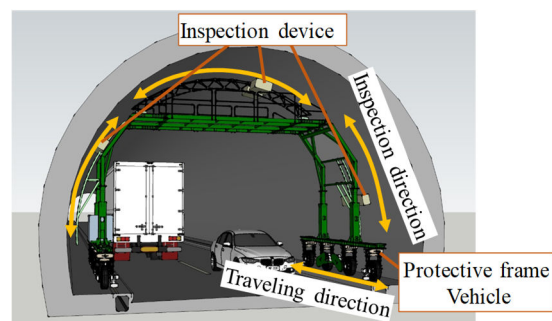 Inspection device
Inspection direction
Traveling direction
Protective frame
Vehicle